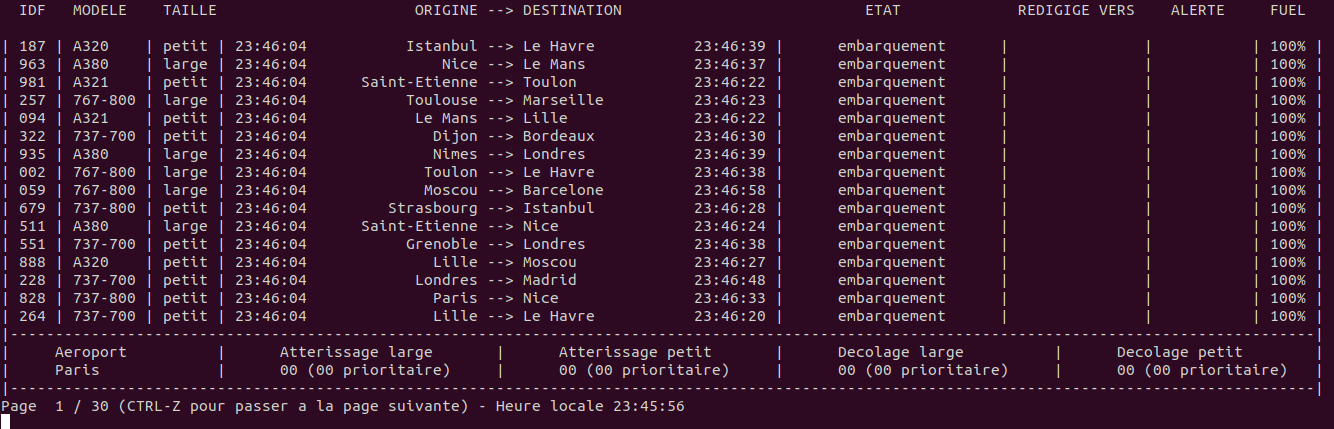 IDF   MODELE    TAILLE                      ORIGINE --> DESTINATION                           ETAT             REDIGIGE VERS    ALERTE     FUEL
| 187 | A320    | petit | 23:46:04           Istanbul --> Le Havre           23:46:39 |      embarquement      |               |           | 100% |
| 963 | A380    | large | 23:46:04               Nice --> Le Mans            23:46:37 |      embarquement      |               |           | 100% |
| 981 | A321    | petit | 23:46:04      Saint-Etienne --> Toulon             23:46:22 |      embarquement      |               |           | 100% |
| 257 | 767-800 | large | 23:46:04           Toulouse --> Marseille          23:46:23 |      embarquement      |               |           | 100% |
| 094 | A321    | petit | 23:46:04            Le Mans --> Lille              23:46:22 |      embarquement      |               |           | 100% |
| 322 | 737-700 | petit | 23:46:04              Dijon --> Bordeaux           23:46:30 |      embarquement      |               |           | 100% |
| 935 | A380    | large | 23:46:04              Nimes --> Londres            23:46:39 |      embarquement      |               |           | 100% |
| 002 | 767-800 | large | 23:46:04             Toulon --> Le Havre           23:46:38 |      embarquement      |               |           | 100% |
| 059 | 767-800 | large | 23:46:04             Moscou --> Barcelone          23:46:58 |      embarquement      |               |           | 100% |
| 679 | 737-800 | petit | 23:46:04         Strasbourg --> Istanbul           23:46:28 |      embarquement      |               |           | 100% |
| 511 | A380    | large | 23:46:04      Saint-Etienne --> Nice               23:46:24 |      embarquement      |               |           | 100% |
| 551 | 737-700 | petit | 23:46:04           Grenoble --> Londres            23:46:38 |      embarquement      |               |           | 100% |
| 888 | A320    | petit | 23:46:04              Lille --> Moscou             23:46:27 |      embarquement      |               |           | 100% |
| 228 | 737-700 | petit | 23:46:04            Londres --> Madrid             23:46:48 |      embarquement      |               |           | 100% |
| 828 | 737-800 | petit | 23:46:04              Paris --> Nice               23:46:33 |      embarquement      |               |           | 100% |
| 264 | 737-700 | petit | 23:46:04              Lille --> Le Havre           23:46:20 |      embarquement      |               |           | 100% |
|     Aeroport          |      Atterissage large       |      Atterissage petit       |      Decolage large          |      Decolage petit        |
|     Paris             |      00 (00 prioritaire)     |      00 (00 prioritaire)     |      00 (00 prioritaire)     |      00 (00 prioritaire)   |
Page  1 / 30 (CTRL-Z pour passer a la page suivante) - Heure locale 23:45:56